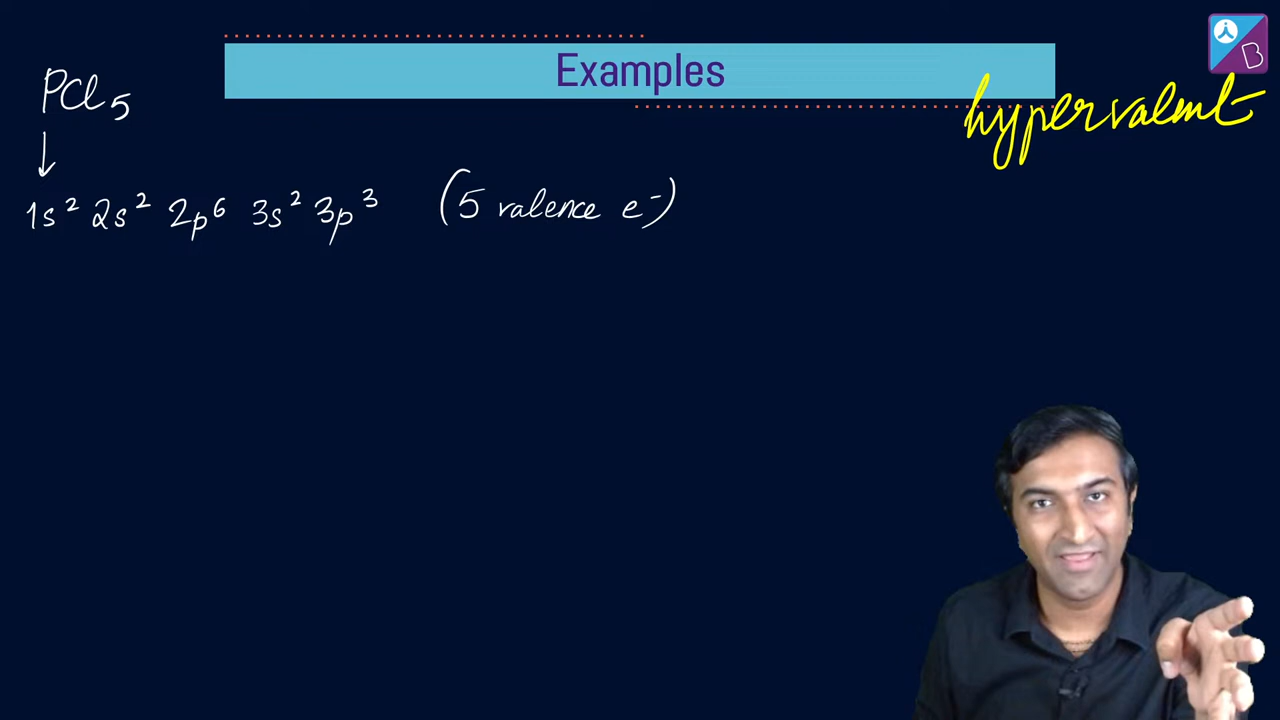 Examples
B
PCl₅
hypervalent
↓
1s² 2s² 2p⁶ 3s² 3p³ (5 valence e⁻)